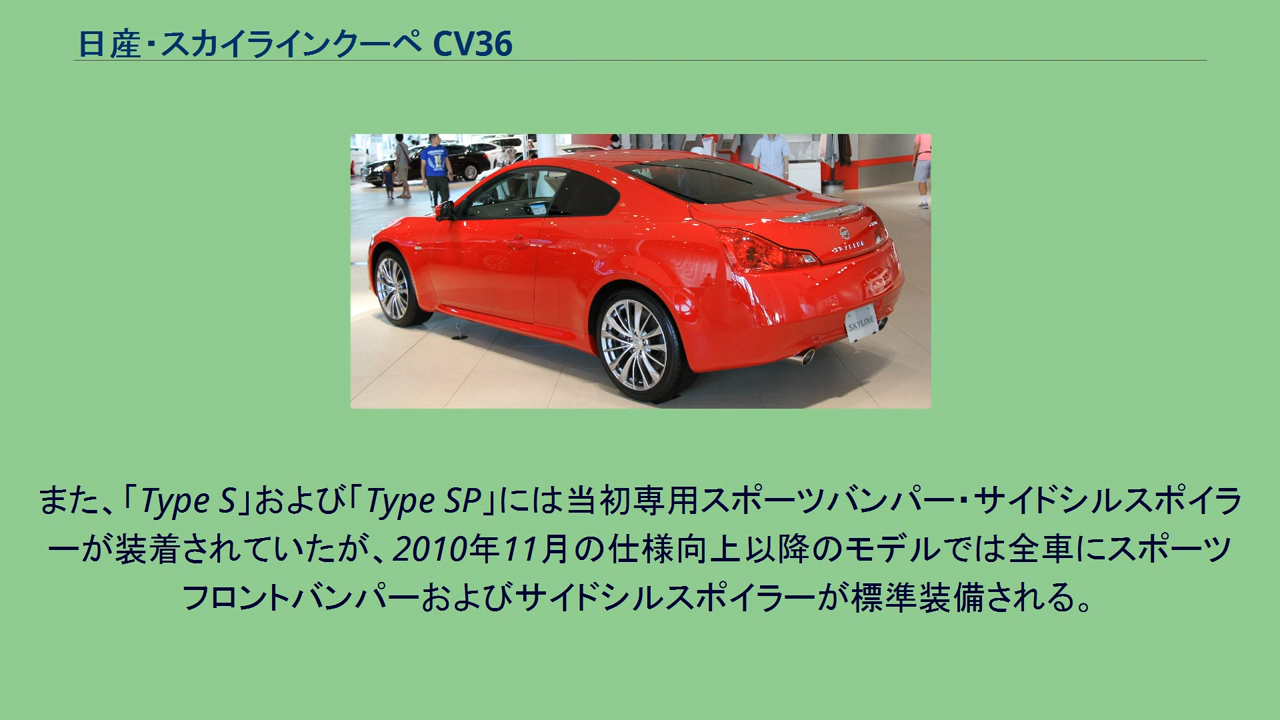 日産・スカイラインクーペ CV36
SKYLINE
SKYLINE
また、「Type S」および「Type SP」には当初専用スポーツバンパー・サイドシルスポイラ
ーが装着されていたが、2010年11月の仕様向上以降のモデルでは全車にスポーツ
フロントバンパーおよびサイドシルスポイラーが標準装備される。